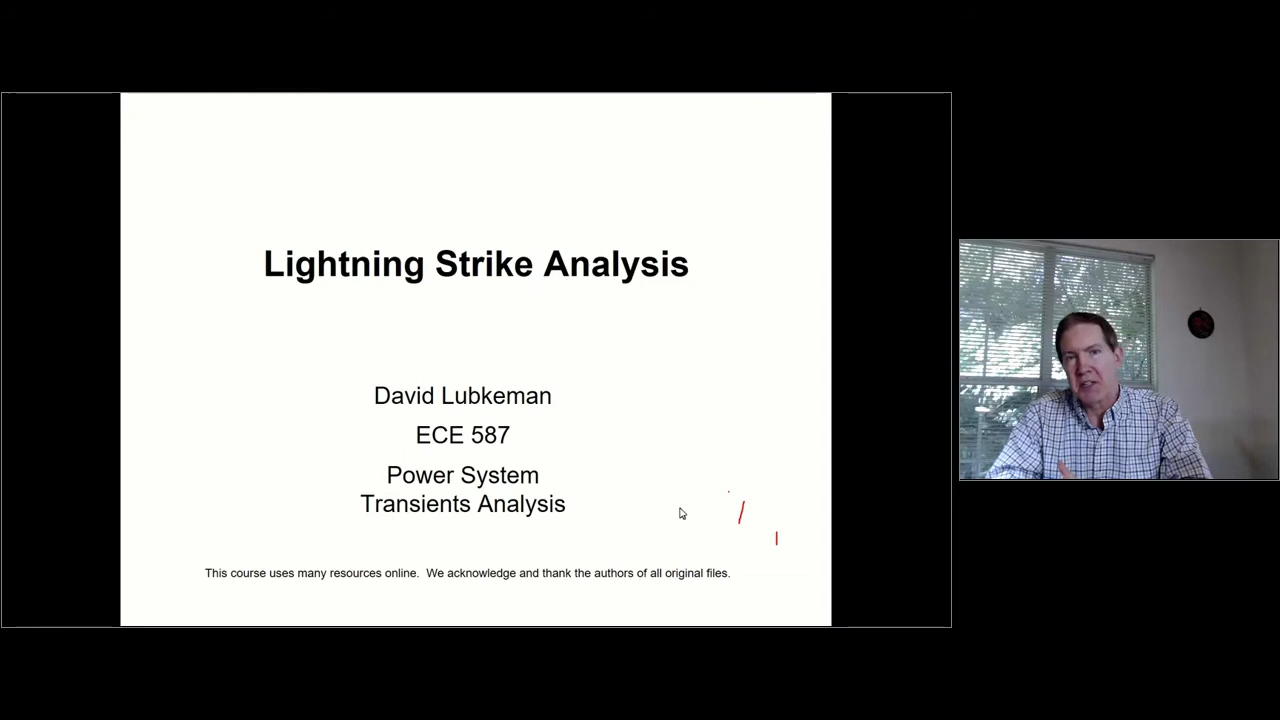 Lightning Strike Analysis
David Lubkeman
ECE 587
Power System
Transients Analysis
This course uses many resources online. We acknowledge and thank the authors of all original files.